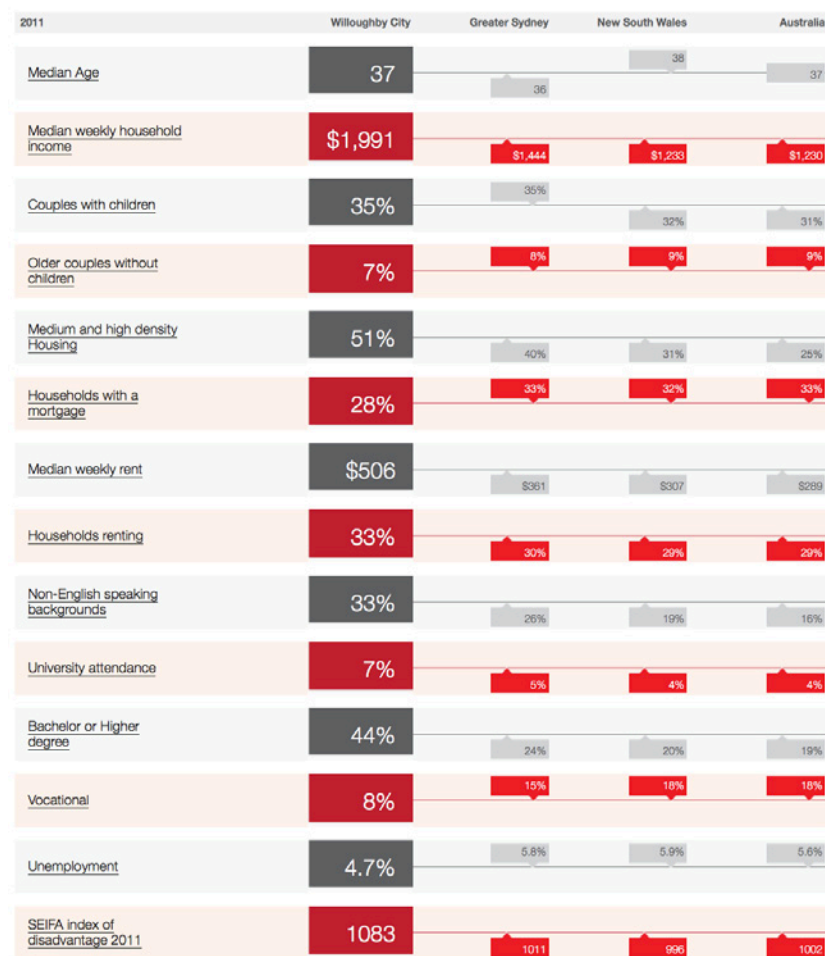 2011 Willoughby City Greater Sydney New South Wales Australia
Median Age 37 36 38 37
Median weekly household
income $1,991 $1,444 $1,233 $1,230
Couples with children 35% 35% 32% 31%
Older couples without
children 7% 8% 9% 9%
Medium and high density
Housing 51% 40% 31% 25%
Households with a
mortgage 28% 33% 32% 33%
Median weekly rent $506 $361 $307 $289
Households renting 33% 30% 29% 29%
Non-English speaking
backgrounds 33% 26% 19% 16%
University attendance 7% 5% 4% 4%
Bachelor or Higher
degree 44% 24% 20% 19%
Vocational 8% 15% 18% 18%
Unemployment 4.7% 5.8% 5.9% 5.6%
SEIFA index of
disadvantage 2011 1083 1011 996 1002